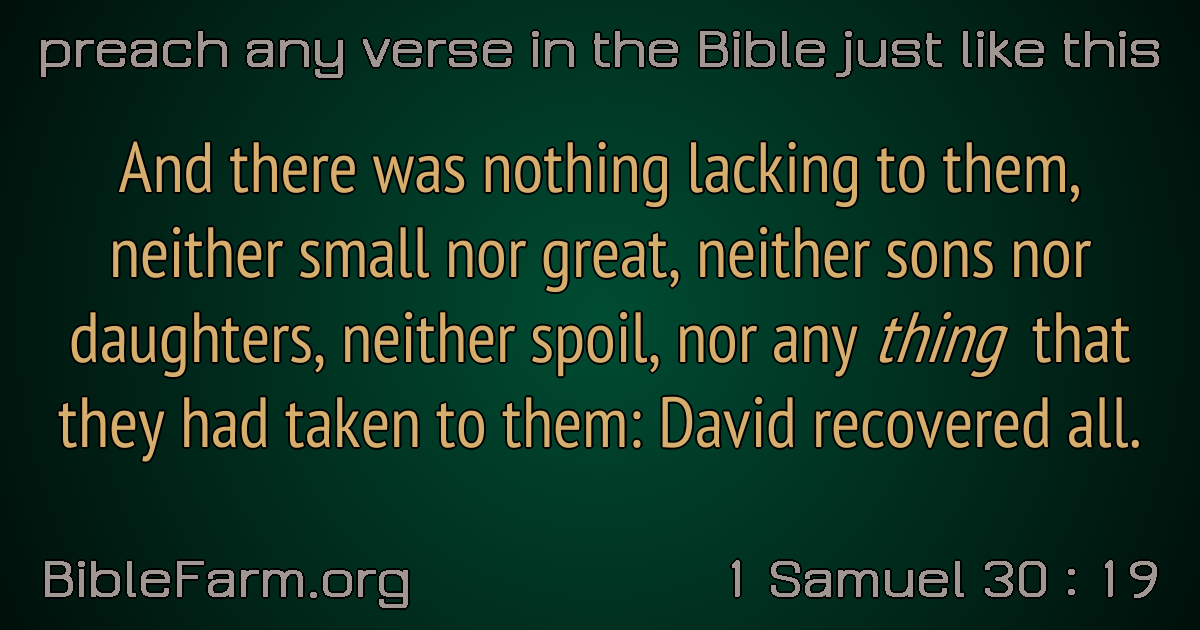 preach any verse in the Bible just like this
And there was nothing lacking to them,
neither small nor great, neither sons nor
daughters, neither spoil, nor any thing that
they had taken to them: David recovered all.
BibleFarm.org
1 Samuel 30 : 19